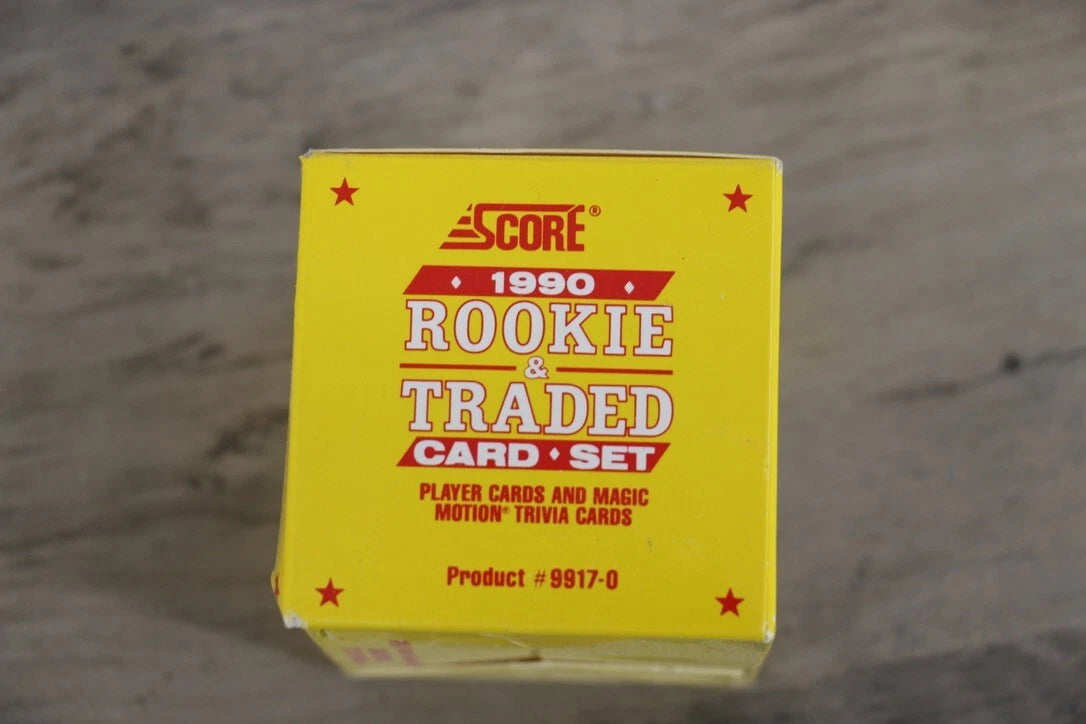 SCORE®
1990
ROOKIE
&
TRADED
CARD • SET
PLAYER CARDS AND MAGIC
MOTION® TRIVIA CARDS
Product #9917-0